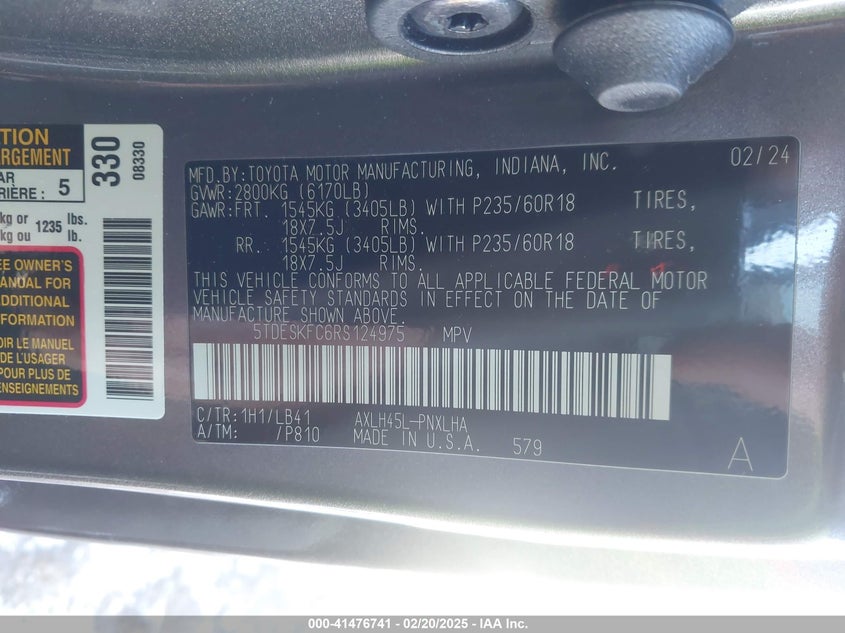 TION
ARGEMENT
AR
RIÈRE : 5
330
08330
kg or 1235 lbs.
kg ou lb.
EE OWNER'S
MANUAL FOR
ADDITIONAL
NFORMATION
OIR LE MANUEL
DE L'USAGER
POUR PLUS DE
ENSEIGNEMENTS
MFD.BY:TOYOTA MOTOR MANUFACTURING, INDIANA, INC. 02/24
GVWR:2800KG (6170LB)
GAWR:FRT. 1545KG (3405LB) WITH P235/60R18 TIRES,
18X7.5J RIMS.
RR. 1545KG (3405LB) WITH P235/60R18 TIRES,
18X7.5J RIMS.
THIS VEHICLE CONFORMS TO ALL APPLICABLE FEDERAL MOTOR
VEHICLE SAFETY STANDARDS IN EFFECT ON THE DATE OF
MANUFACTURE SHOWN ABOVE.
5TDESKFC6RS124975 MPV
C/TR:1H1/LB41 AXLH45L-PNXLHA
A/TM: /P810 MADE IN U.S.A. 579
A
000-41476741 - 02/20/2025 - IAA Inc.